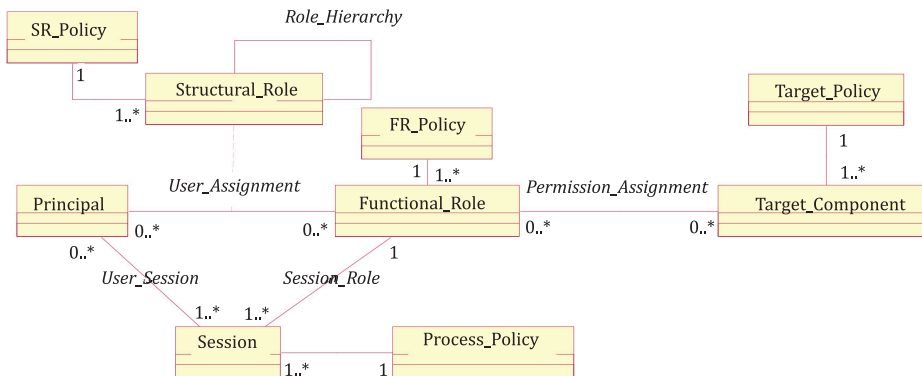 Role_Hierarchy
SR_Policy
1
Structural_Role
1..*
Target_Policy
FR_Policy
1
1
1..*
1..*
User_Assignment
Permission_Assignment
Principal
Functional_Role
Target_Component
0..*
0..*
0..*
1
0..*
0..*
User_Session
Session_Role
1..*
1..*
Session
Process_Policy
1..*
1